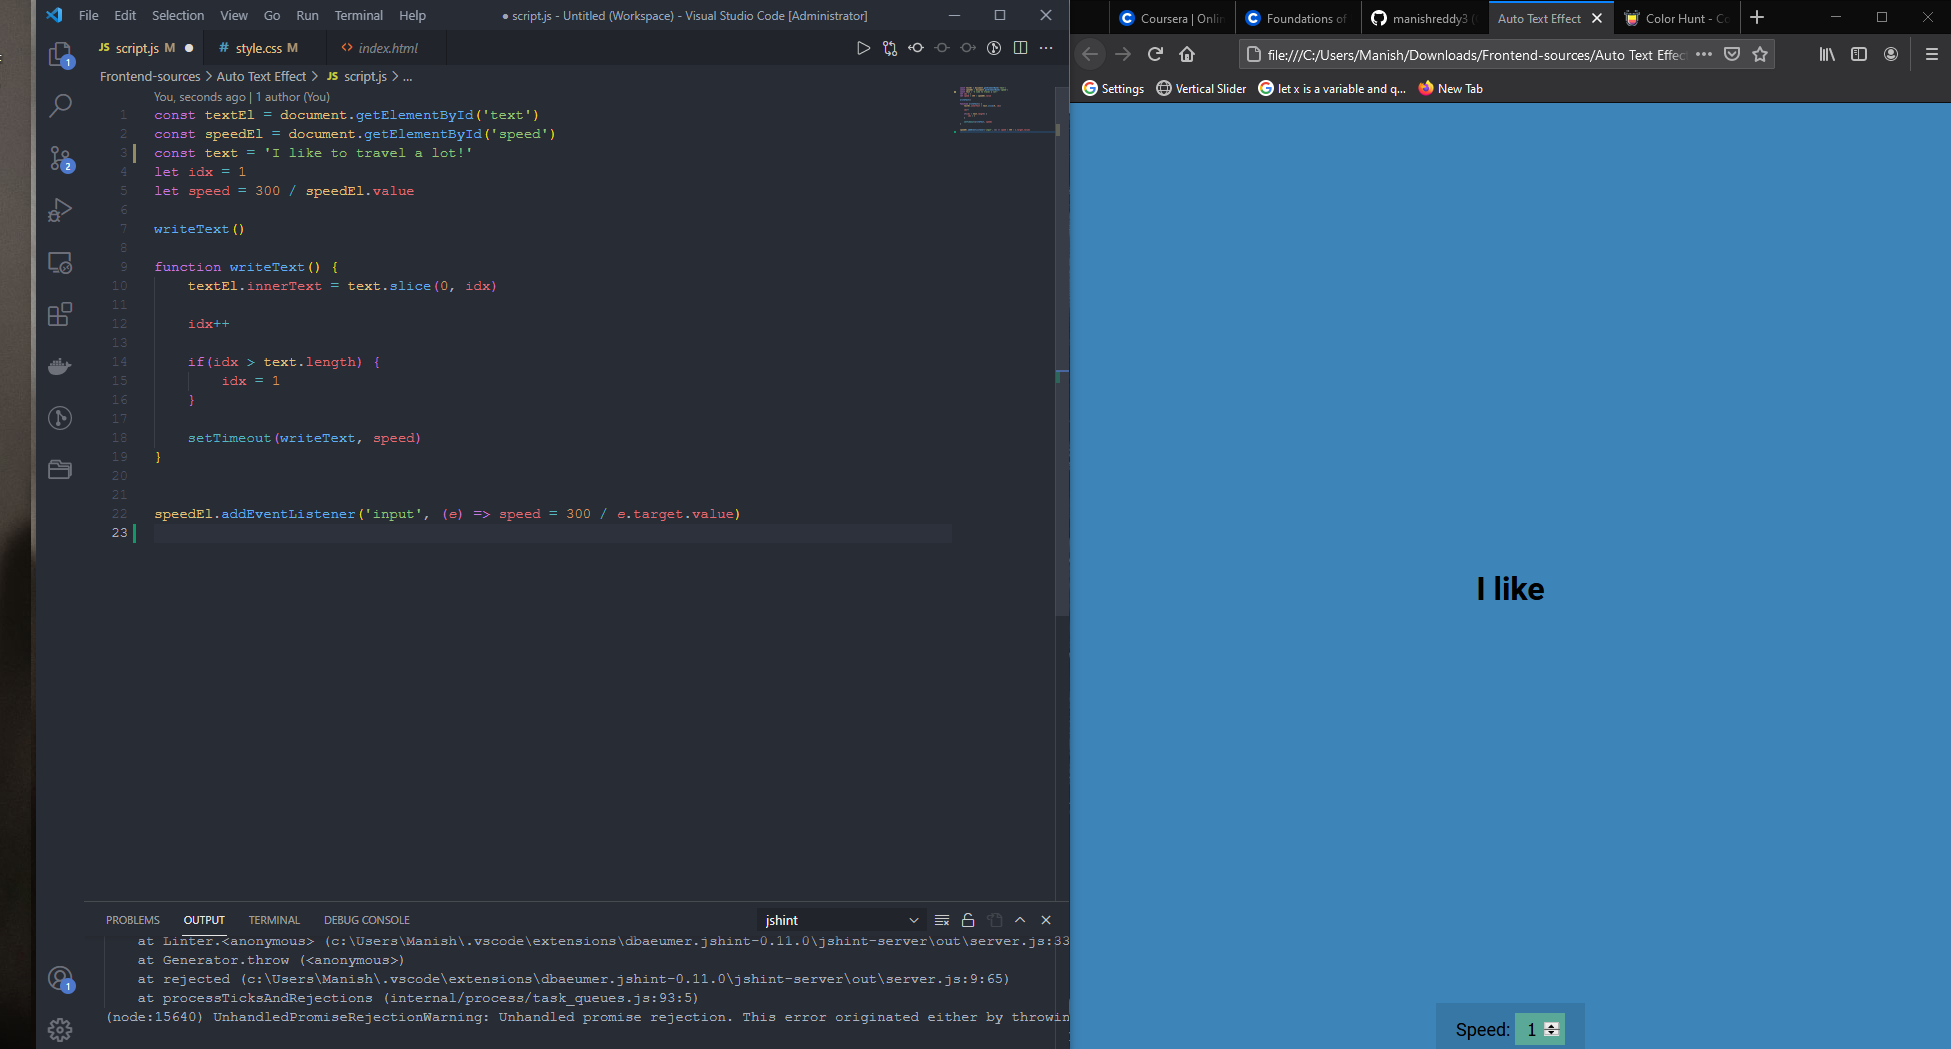 File Edit Selection View Go Run Terminal Help
● script.js - Untitled (Workspace) - Visual Studio Code [Administrator]
JS script.js M ● # style.css M <> index.html
Frontend-sources > Auto Text Effect > JS script.js > ...
You, seconds ago | 1 author (You)
1 const textEl = document.getElementById('text')
2 const speedEl = document.getElementById('speed')
3 const text = 'I like to travel a lot!'
4 let idx = 1
5 let speed = 300 / speedEl.value
6
7 writeText()
8
9 function writeText() {
10 textEl.innerText = text.slice(0, idx)
11
12 idx++
13
14 if(idx > text.length) {
15 idx = 1
16 }
17
18 setTimeout(writeText, speed)
19 }
20
21
22 speedEl.addEventListener('input', (e) => speed = 300 / e.target.value)
23
1
2
1
PROBLEMS OUTPUT TERMINAL DEBUG CONSOLE
jshint
at Linter.<anonymous> (c:\Users\Manish\.vscode\extensions\dbaeumer.jshint-0.11.0\jshint-server\out\server.js:33
at Generator.throw (<anonymous>)
at rejected (c:\Users\Manish\.vscode\extensions\dbaeumer.jshint-0.11.0\jshint-server\out\server.js:9:65)
at processTicksAndRejections (internal/process/task_queues.js:93:5)
(node:15640) UnhandledPromiseRejectionWarning: Unhandled promise rejection. This error originated either by throwin
Coursera | Onlin Foundations of manishreddy3 ( Auto Text Effect Color Hunt - Co
file:///C:/Users/Manish/Downloads/Frontend-sources/Auto Text Effec
Settings Vertical Slider let x is a variable and q... New Tab
I like
Speed: 1